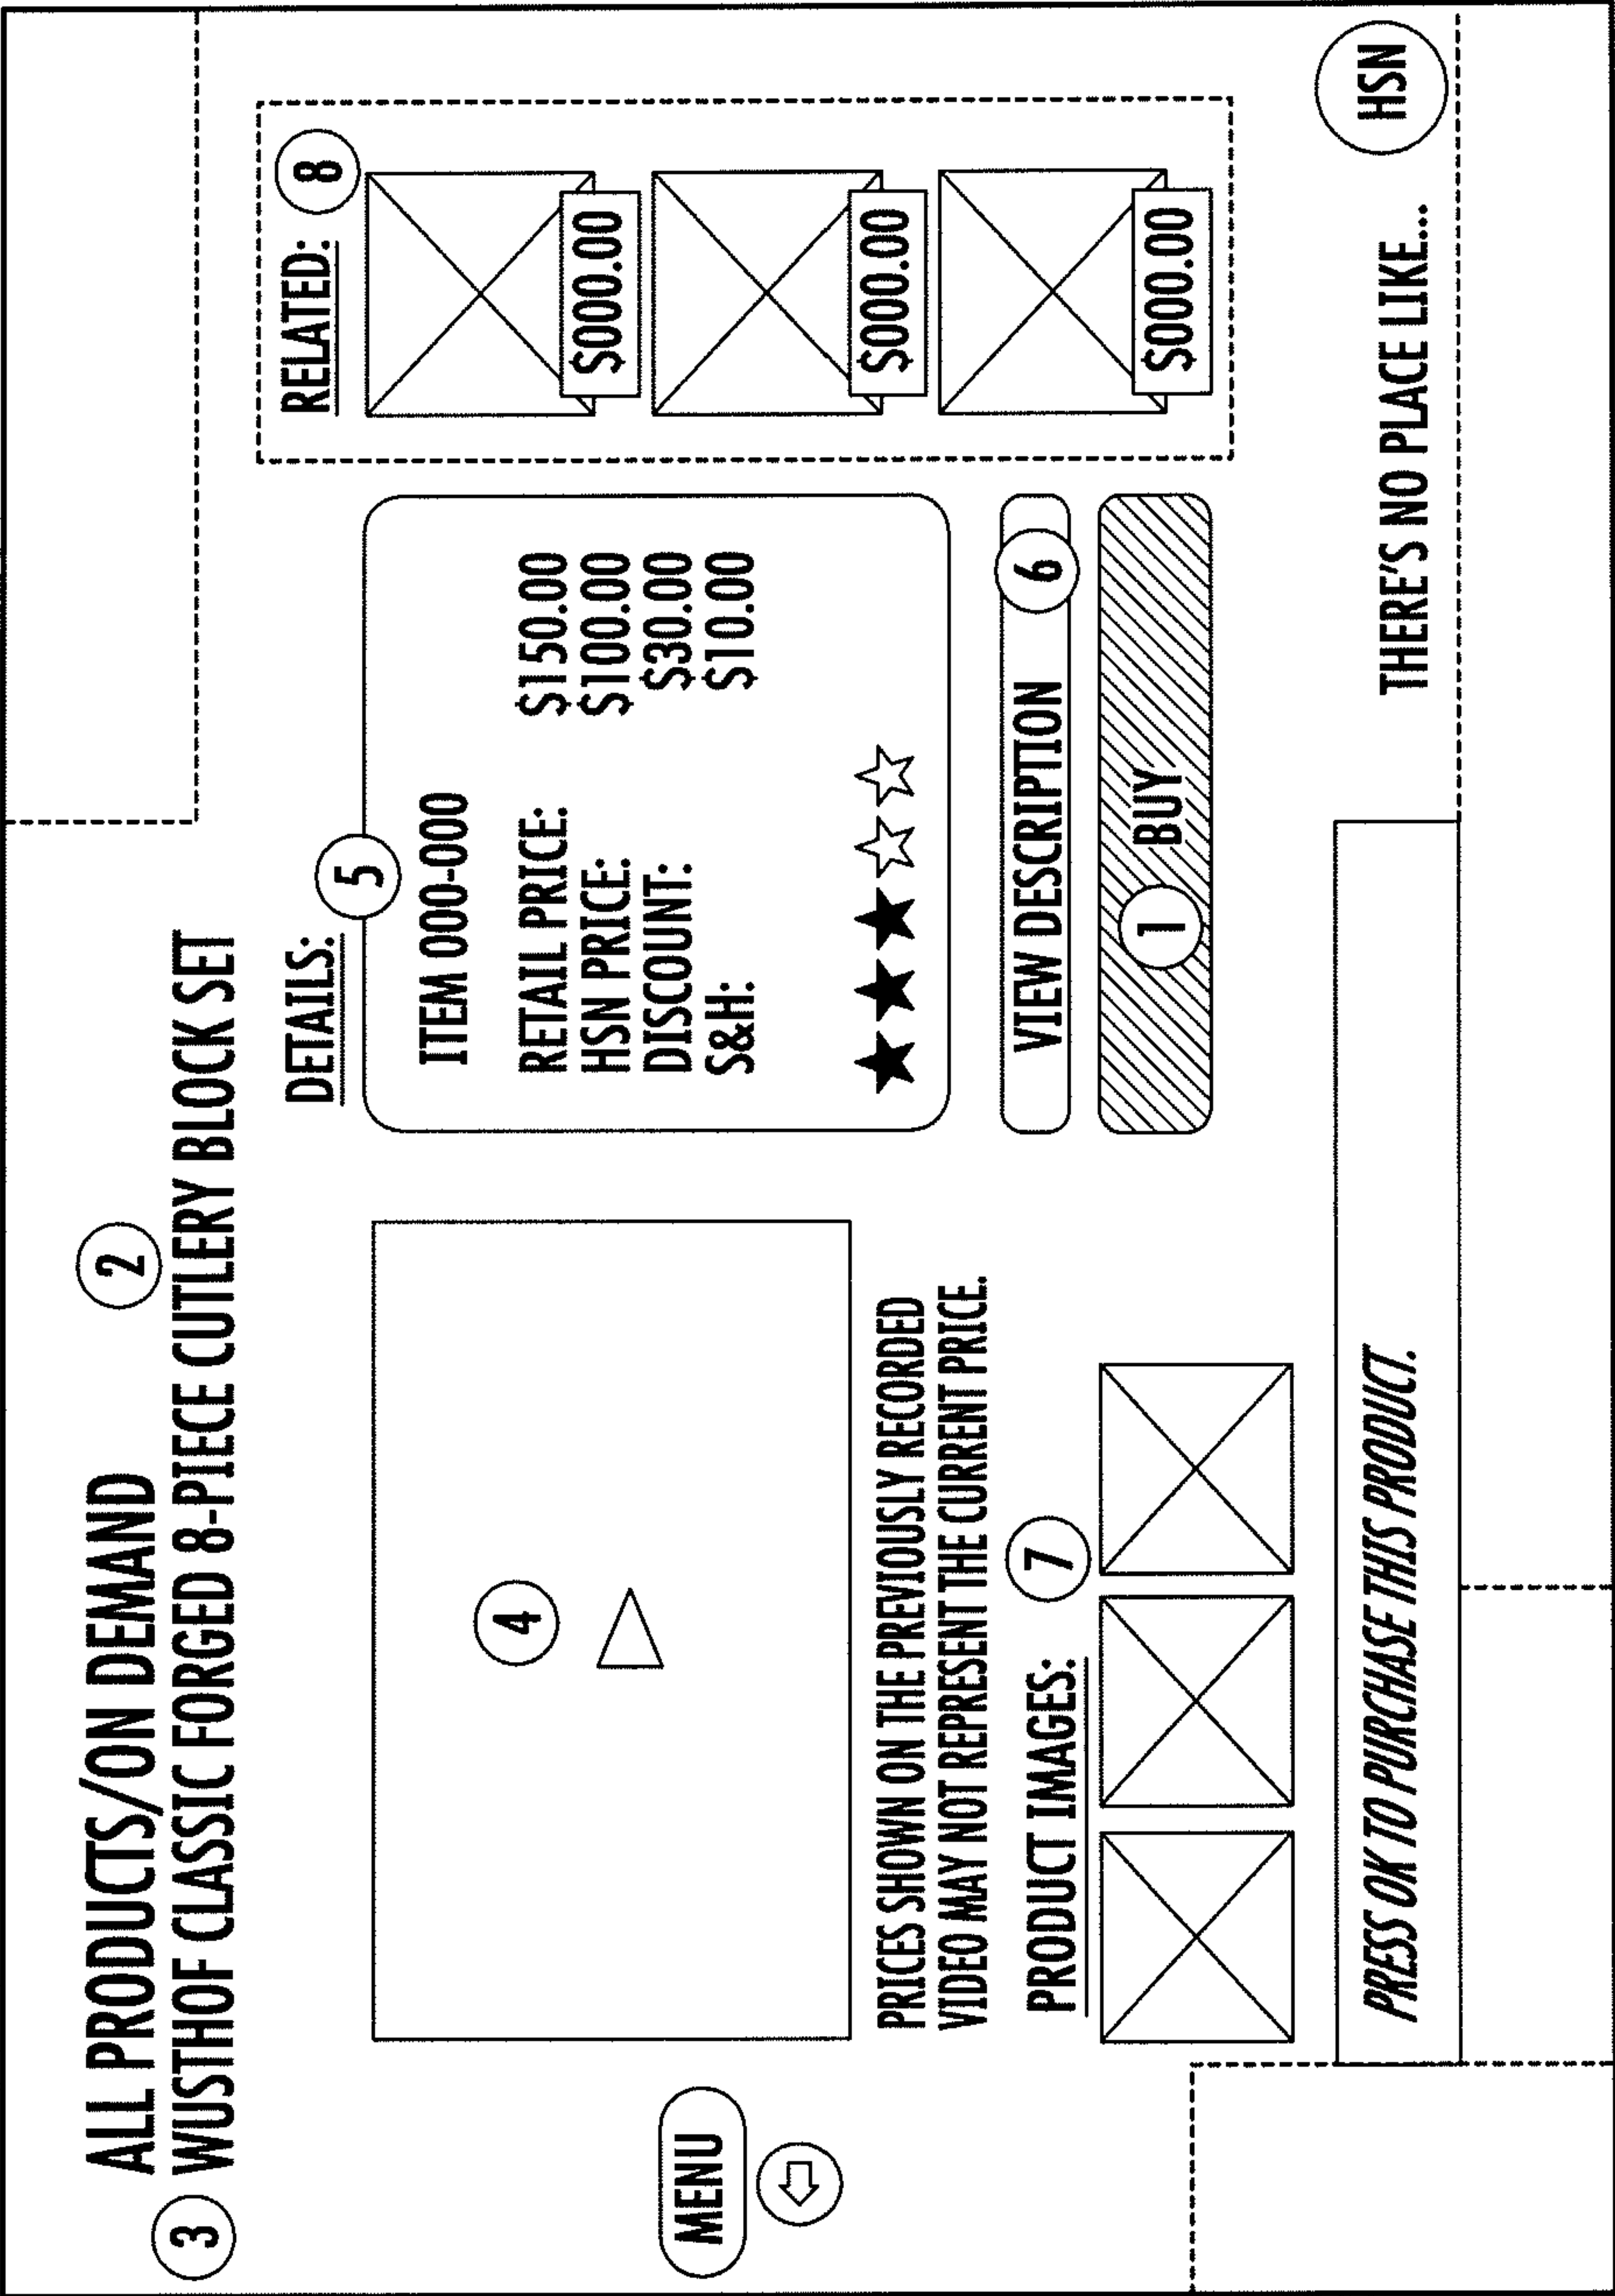 2
ALL PRODUCTS/ON DEMAND
3 WUSTHOF CLASSIC FORGED 8-PIECE CUTLERY BLOCK SET
MENU
4
PRICES SHOWN ON THE PREVIOUSLY RECORDED
VIDEO MAY NOT REPRESENT THE CURRENT PRICE.
PRODUCT IMAGES: 7
DETAILS: 5
ITEM 000-000
RETAIL PRICE: $150.00
HSN PRICE: $100.00
DISCOUNT: $30.00
S&H: $10.00
VIEW DESCRIPTION 6
1 BUY
RELATED: 8
$000.00
$000.00
$000.00
PRESS OK TO PURCHASE THIS PRODUCT.
THERE'S NO PLACE LIKE... HSN